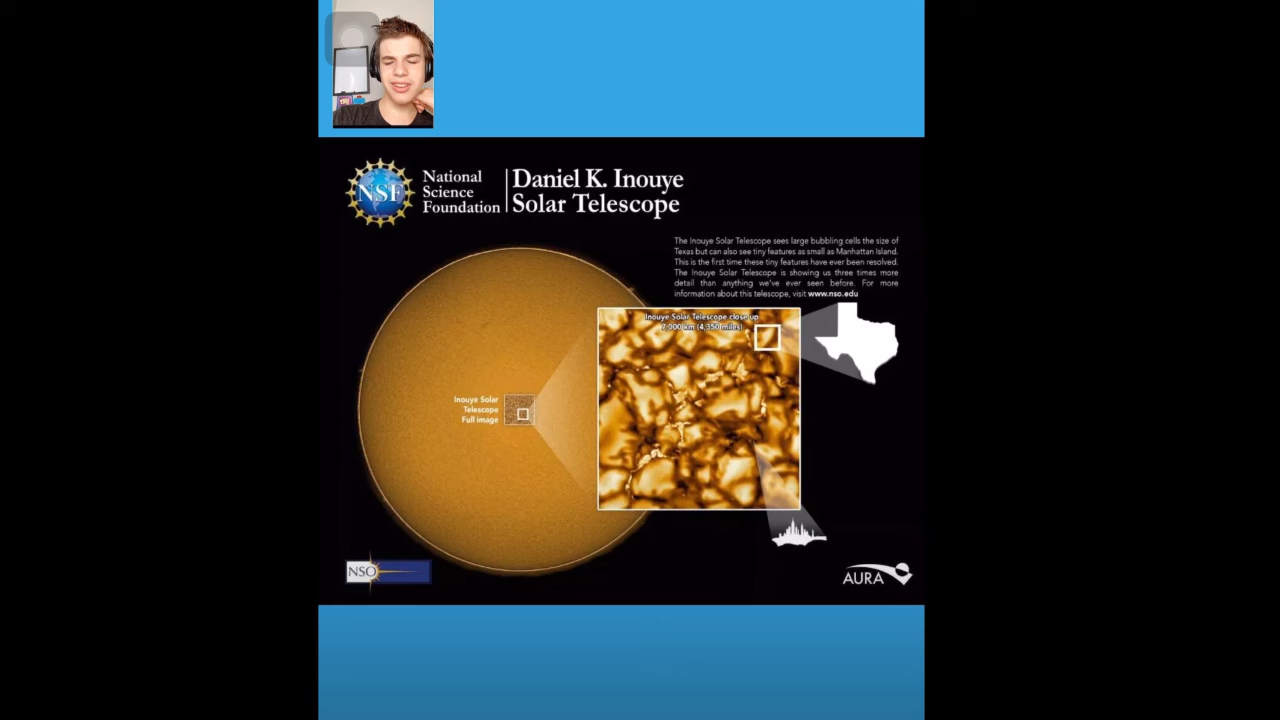 NSF
National
Science
Foundation
Daniel K. Inouye
Solar Telescope
The Inouye Solar Telescope sees large bubbling cells the size of
Texas but can also see tiny features as small as Manhattan Island.
This is the first time these tiny features have ever been resolved.
The Inouye Solar Telescope is showing us three times more
detail than anything we've ever seen before. For more
information about this telescope, visit www.nso.edu
Inouye Solar Telescope close up
7,000 km (4,350 miles)
Inouye Solar
Telescope
Full image
NSO
AURA